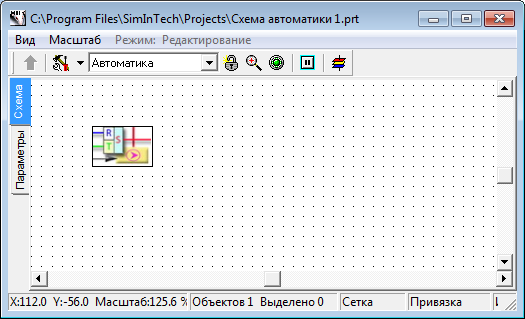 C:\Program Files\SimInTech\Projects\Схема автоматики 1.prt
Вид Масштаб Режим: Редактирование
Автоматика
Схема
Параметры
R
S
T
X:112.0 Y:-56.0 Масштаб:125.6 % Объектов 1 Выделено 0 Сетка Привязка